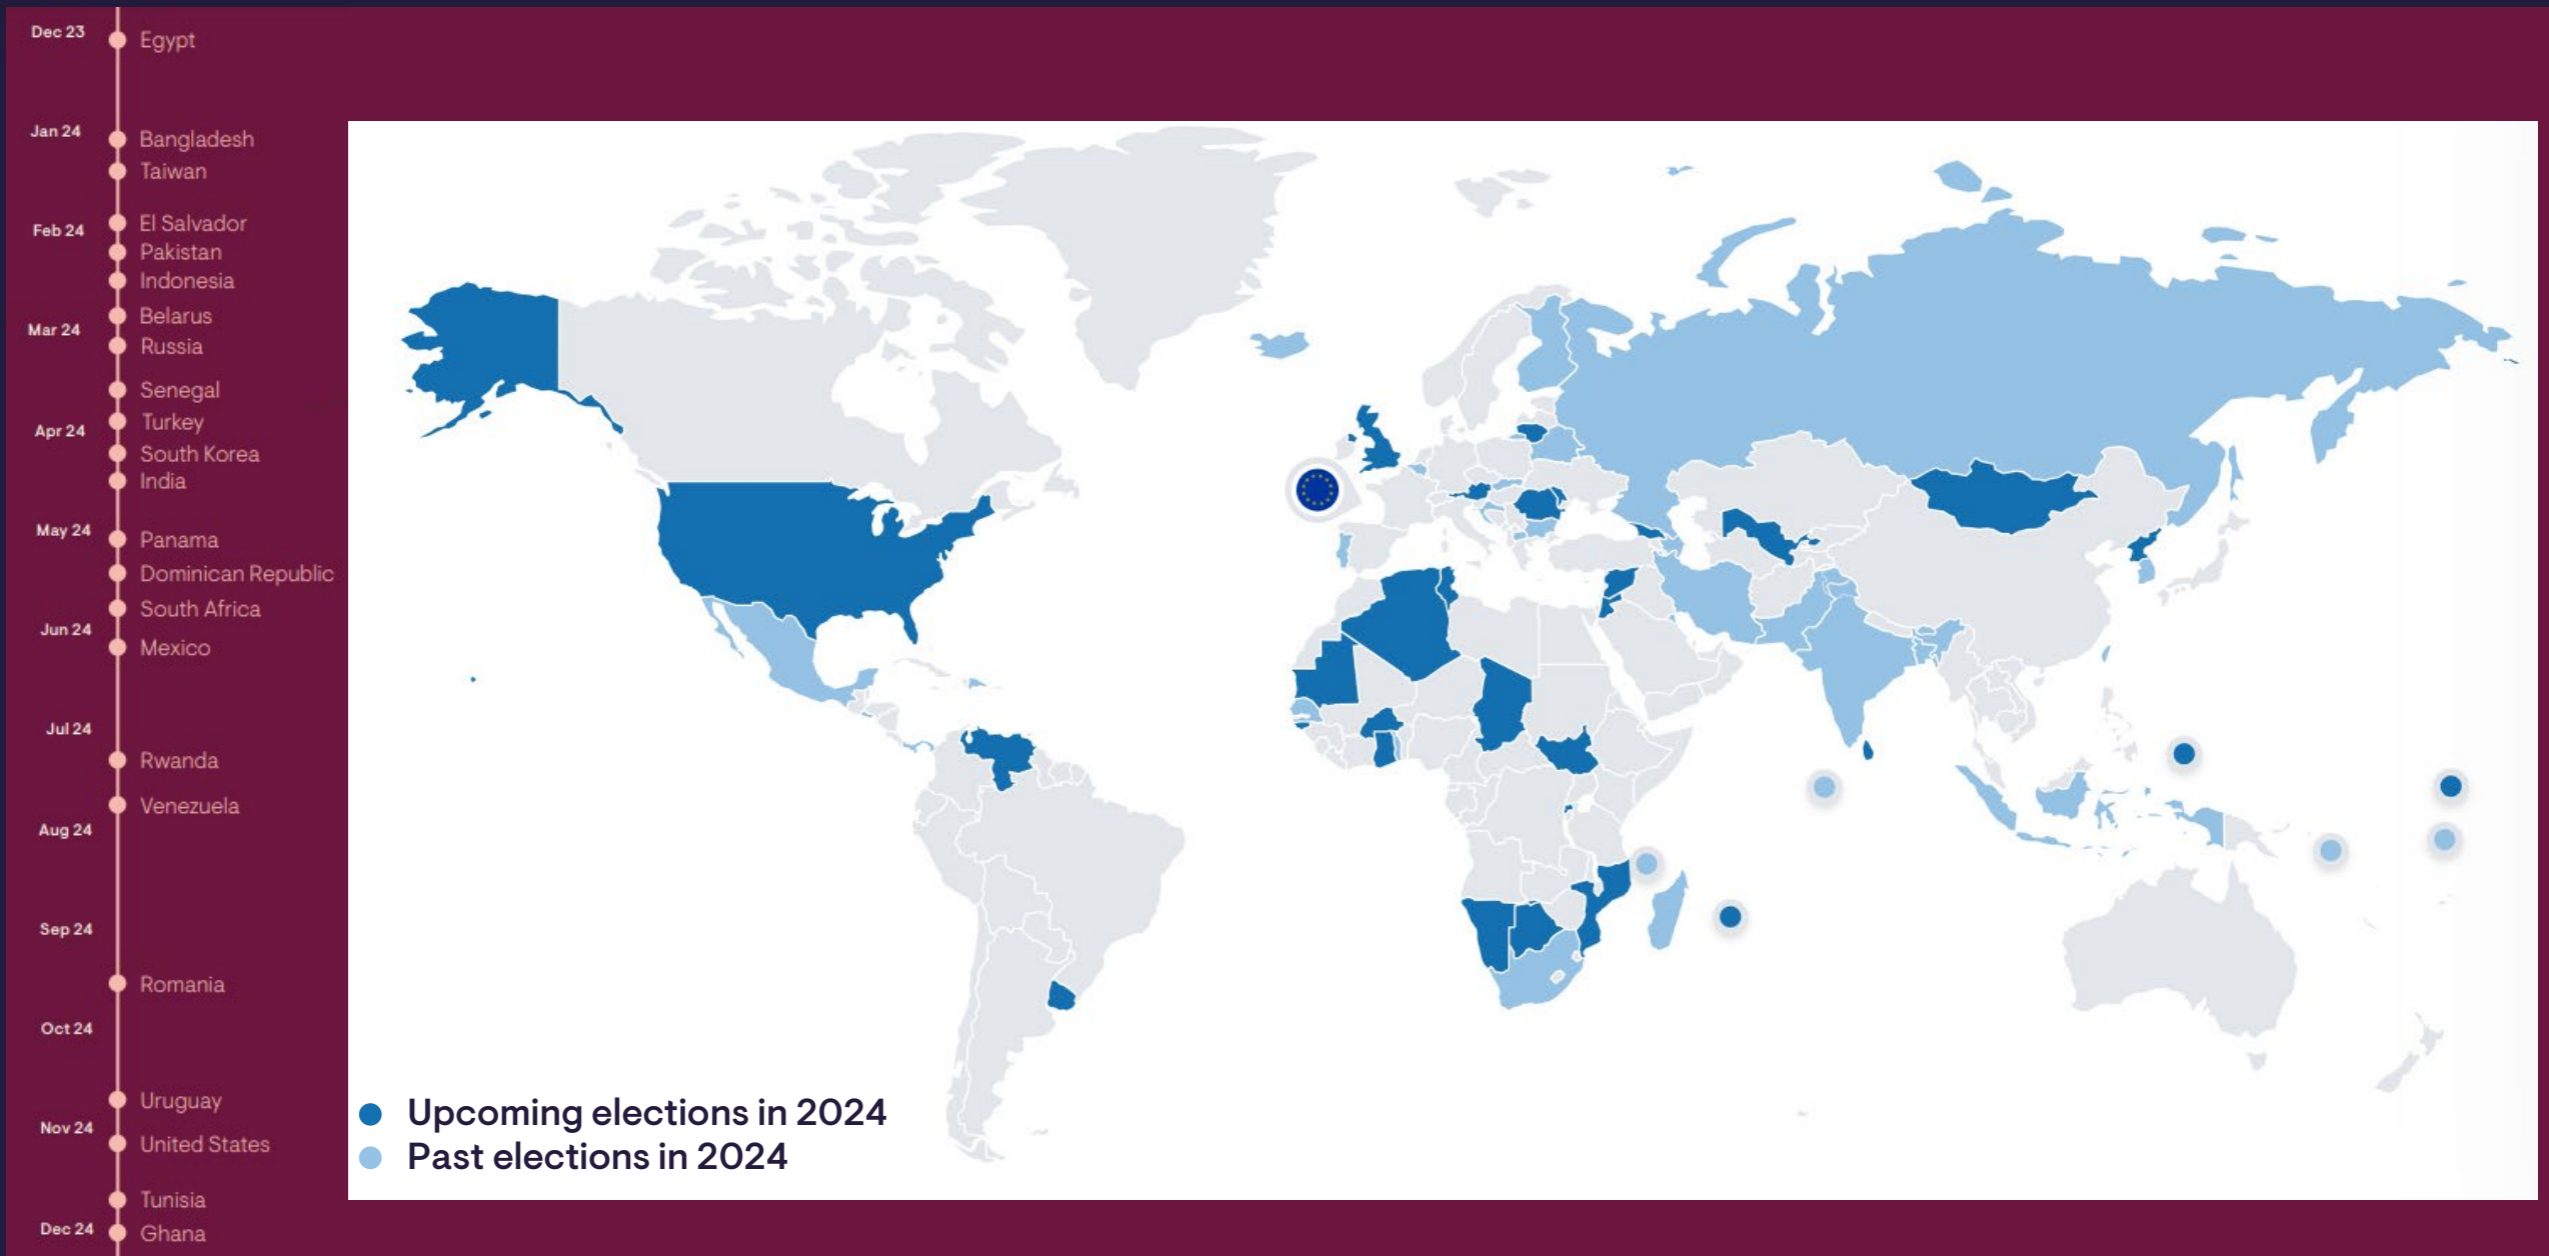 Dec 23
Egypt
Jan 24
Bangladesh
Taiwan
Feb 24
El Salvador
Pakistan
Indonesia
Belarus
Mar 24
Russia
Senegal
Turkey
Apr 24
South Korea
India
May 24
Panama
Dominican Republic
South Africa
Jun 24
Mexico
Jul 24
Rwanda
Venezuela
Aug 24
Sep 24
Romania
Oct 24
Uruguay
Nov 24
United States
Tunisia
Dec 24
Ghana
Upcoming elections in 2024
Past elections in 2024